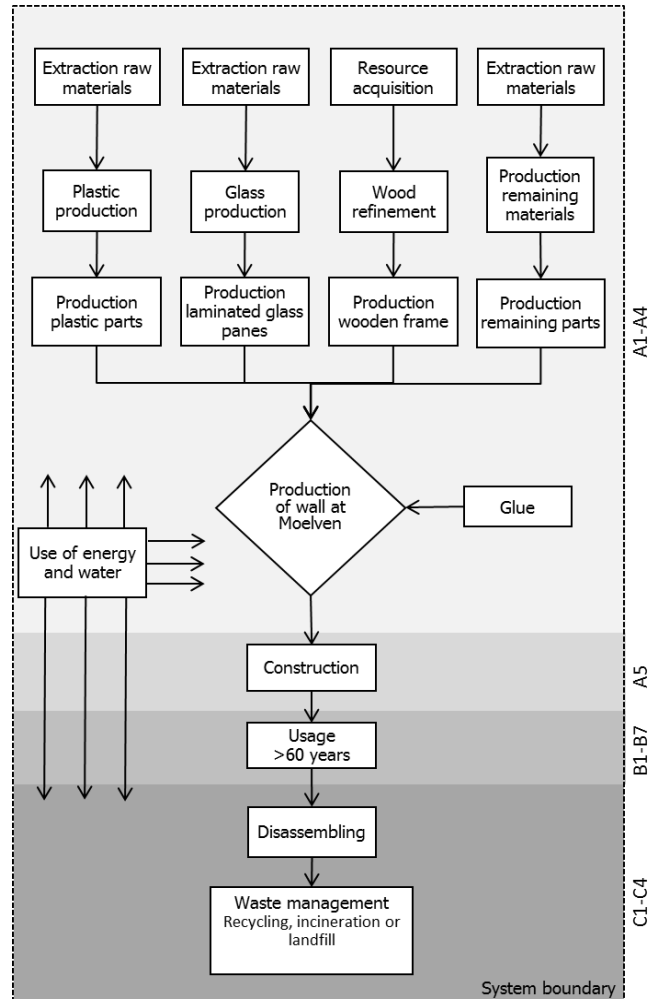 Extraction raw
materials
Extraction raw
materials
Resource
acquisition
Extraction raw
materials
Plastic
production
Glass
production
Wood
refinement
Production
remaining
materials
Production
plastic parts
Production
laminated glass
panes
Production
wooden frame
Production
remaining parts
A1-A4
Production
of wall at
Moelven
Glue
Use of energy
and water
Construction
A5
Usage
>60 years
B1-B7
Disassembling
Waste management
Recycling, incineration or
landfill
C1-C4
System boundary